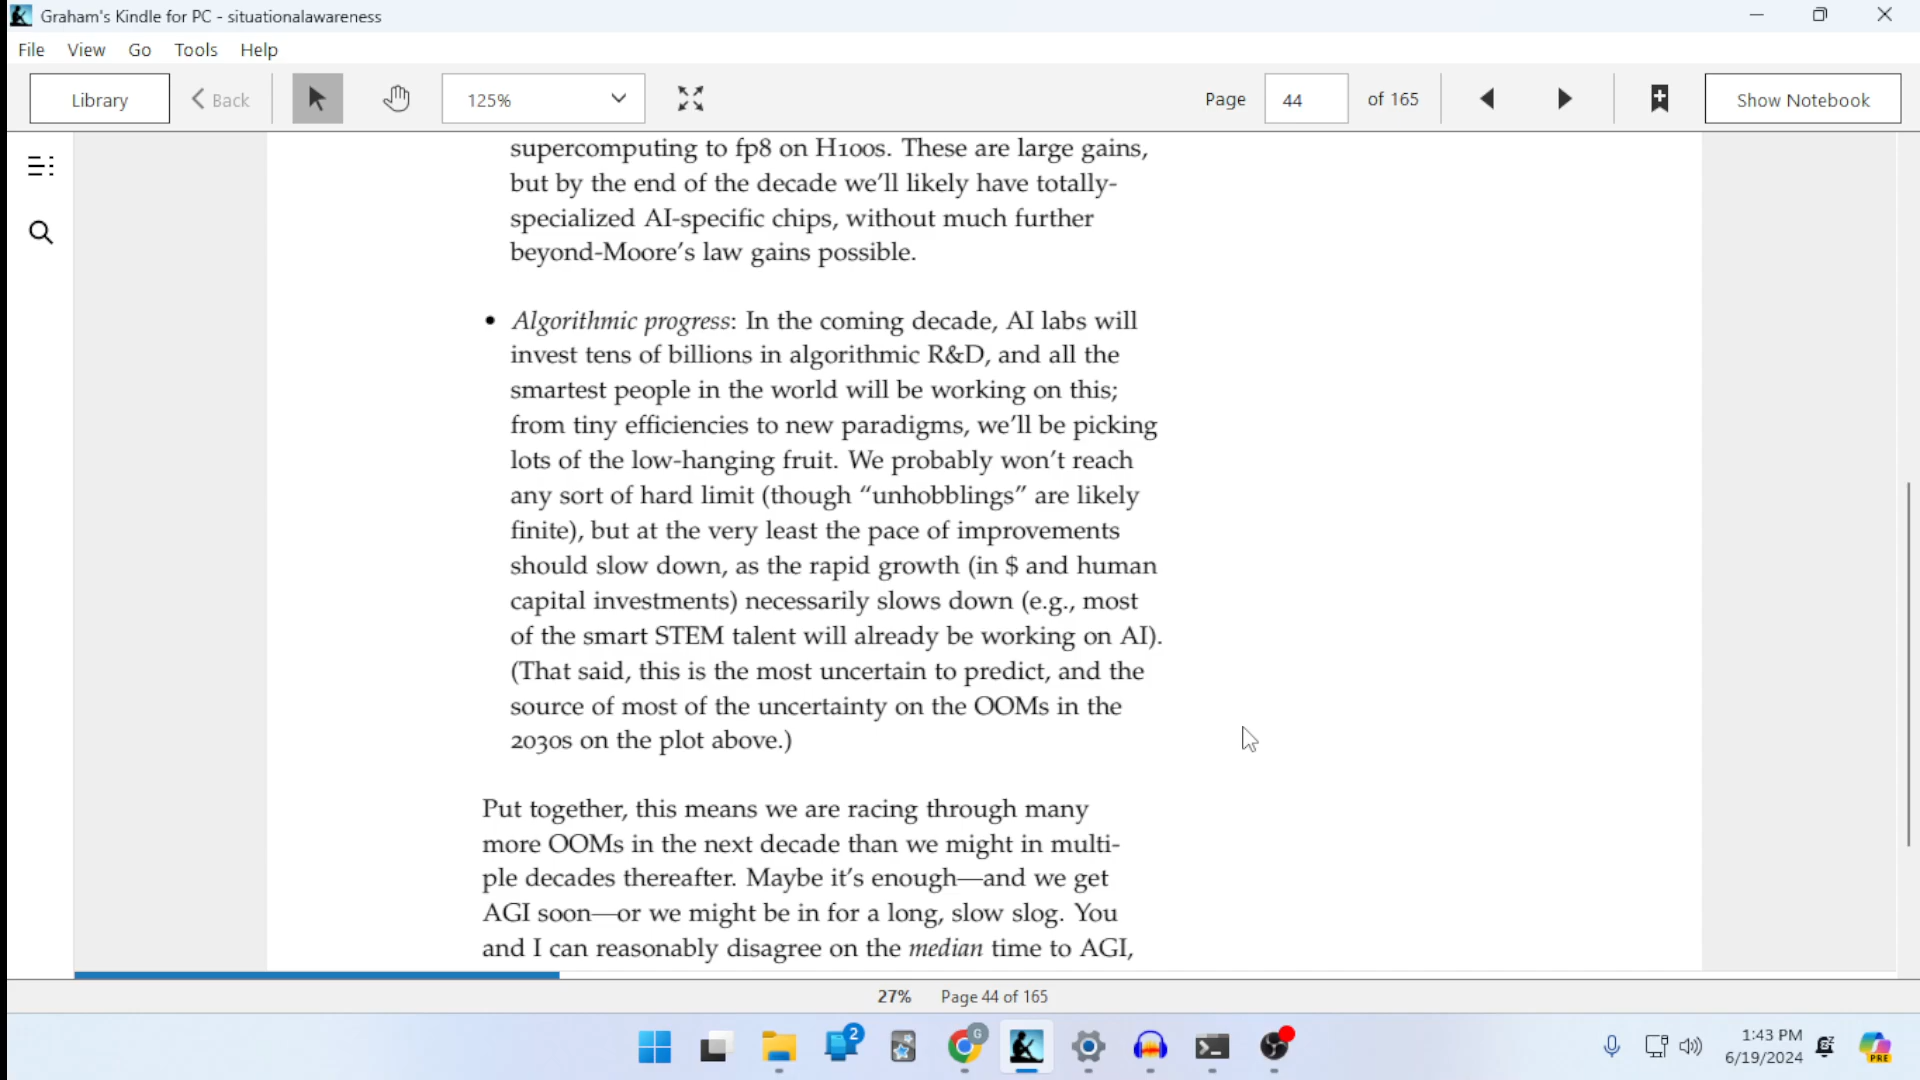 Graham's Kindle for PC - situationalawareness
File View Go Tools Help
Library Back 125% Page 44 of 165 Show Notebook
supercomputing to fp8 on H100s. These are large gains,
but by the end of the decade we'll likely have totally-
specialized AI-specific chips, without much further
beyond-Moore's law gains possible.
• Algorithmic progress: In the coming decade, AI labs will
invest tens of billions in algorithmic R&D, and all the
smartest people in the world will be working on this;
from tiny efficiencies to new paradigms, we'll be picking
lots of the low-hanging fruit. We probably won't reach
any sort of hard limit (though "unhobblings" are likely
finite), but at the very least the pace of improvements
should slow down, as the rapid growth (in $ and human
capital investments) necessarily slows down (e.g., most
of the smart STEM talent will already be working on AI).
(That said, this is the most uncertain to predict, and the
source of most of the uncertainty on the OOMs in the
2030s on the plot above.)
Put together, this means we are racing through many
more OOMs in the next decade than we might in multi-
ple decades thereafter. Maybe it's enough—and we get
AGI soon—or we might be in for a long, slow slog. You
and I can reasonably disagree on the median time to AGI,
27% Page 44 of 165
2 G 1:43 PM
6/19/2024 PRE